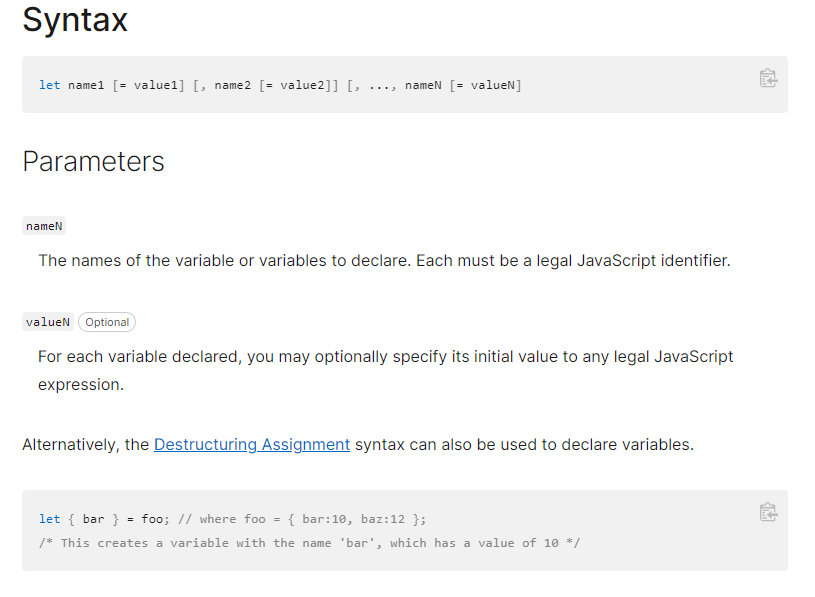 Syntax
let name1 [= value1] [, name2 [= value2]] [, ..., nameN [= valueN]
Parameters
nameN
The names of the variable or variables to declare. Each must be a legal JavaScript identifier.
valueN Optional
For each variable declared, you may optionally specify its initial value to any legal JavaScript
expression.
Alternatively, the Destructuring Assignment syntax can also be used to declare variables.
let { bar } = foo; // where foo = { bar:10, baz:12 };
/* This creates a variable with the name 'bar', which has a value of 10 */